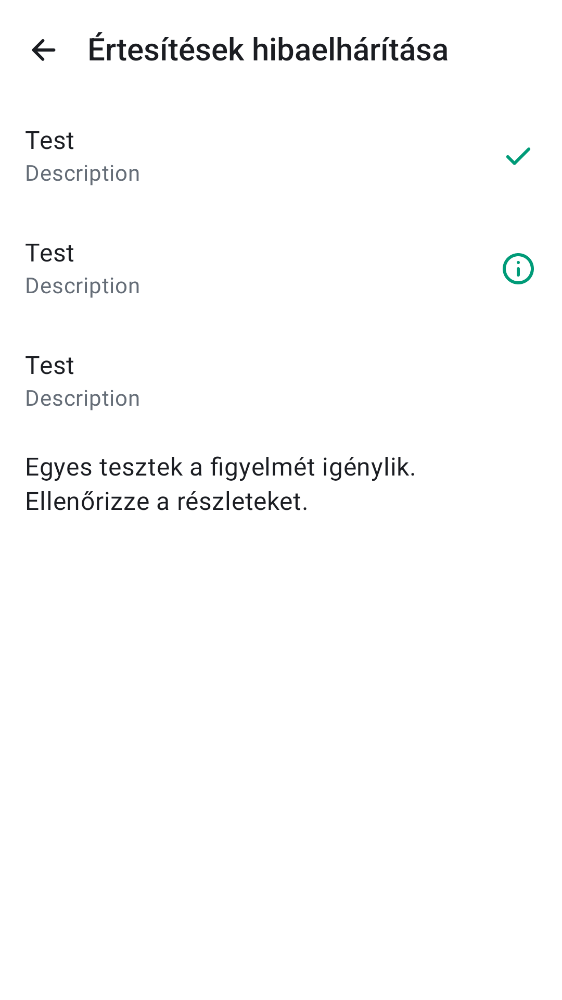 Értesítések hibaelhárítása
Test
Description
Test
Description
Test
Description
Egyes tesztek a figyelmét igénylik.
Ellenőrizze a részleteket.